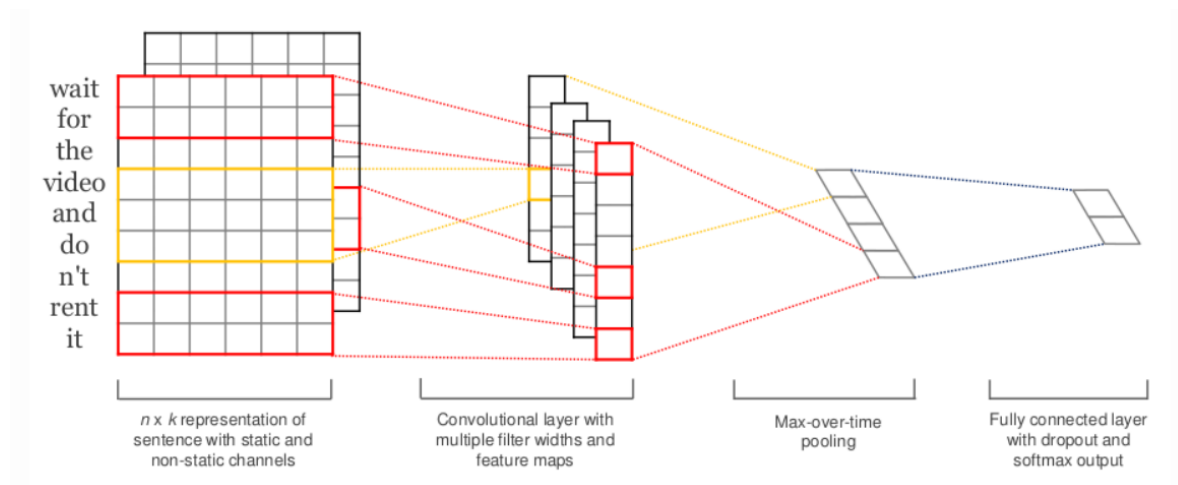 wait
for
the
video
and
do
n't
rent
it
n x k representation of
sentence with static and
non-static channels
Convolutional layer with
multiple filter widths and
feature maps
Max-over-time
pooling
Fully connected layer
with dropout and
softmax output